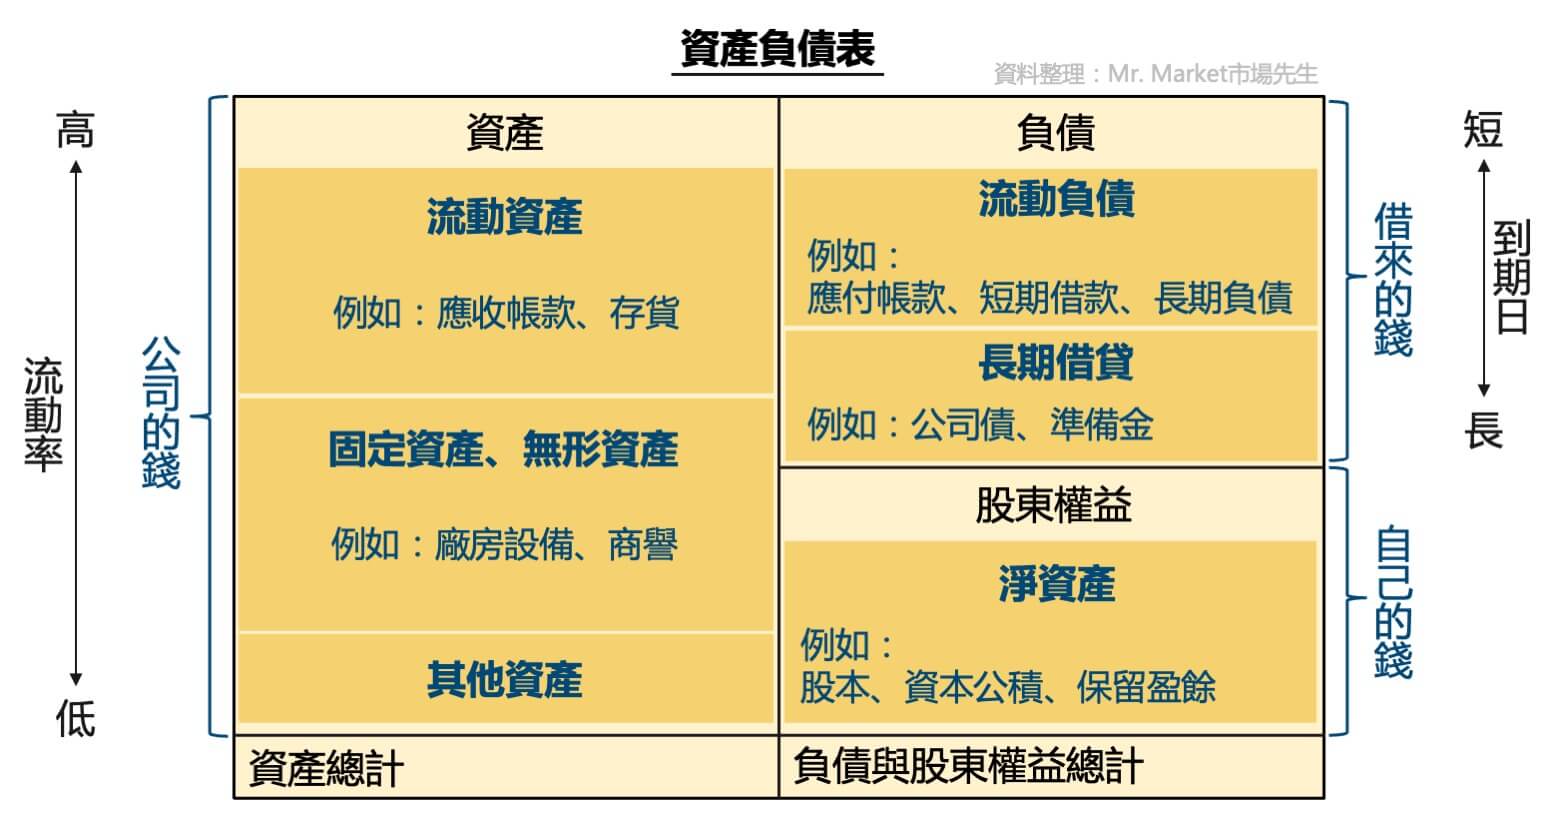 資產負債表
資料整理：Mr. Market市場先生
高
流動率
低
公司的錢
資產
流動資產
例如：應收帳款、存貨
固定資產、無形資產
例如：廠房設備、商譽
其他資產
資產總計
負債
流動負債
例如：
應付帳款、短期借款、長期負債
長期借貸
例如：公司債、準備金
股東權益
淨資產
例如：
股本、資本公積、保留盈餘
負債與股東權益總計
借來的錢
自己的錢
短
到期日
長